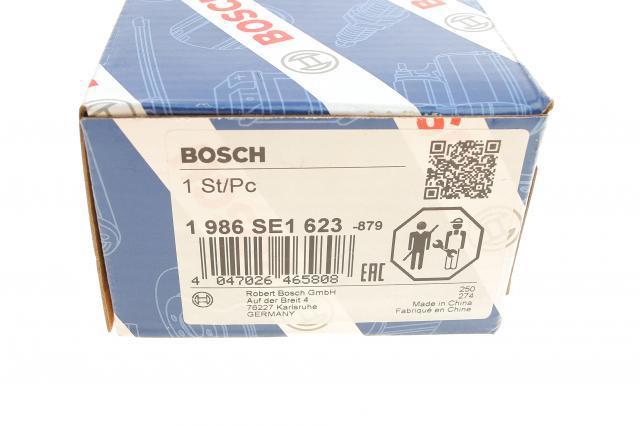 BOSCH
BOSCH
BOSCH
1 St/Pc
1 986 SE1 623 -879
4 047026 465808
EAC
Robert Bosch GmbH
Auf der Breit 4
76227 Karlsruhe
GERMANY
250
274
Made in China
Fabriqué en Chine